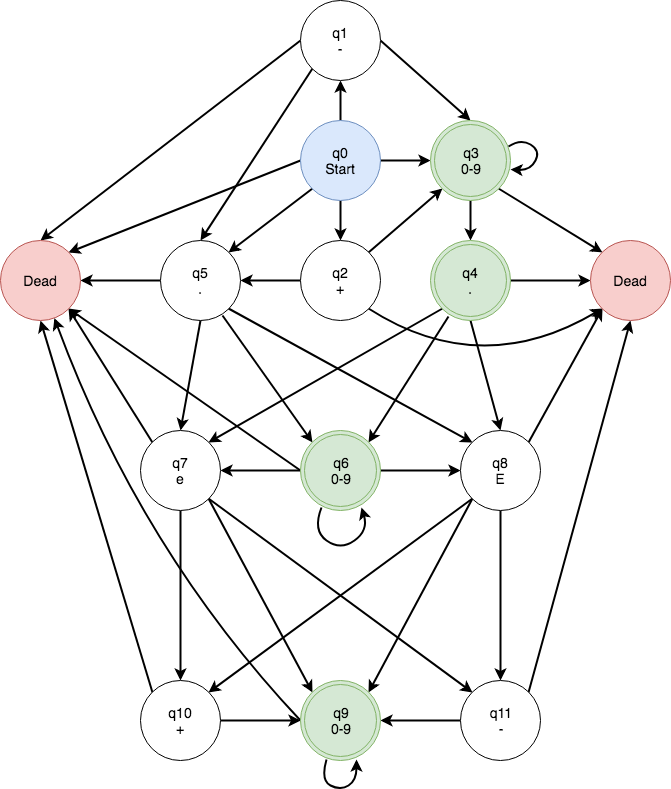 q1
-
q0
Start
q3
0-9
Dead
q5
.
q2
+
q4
.
Dead
q7
e
q6
0-9
q8
E
q10
+
q9
0-9
q11
-